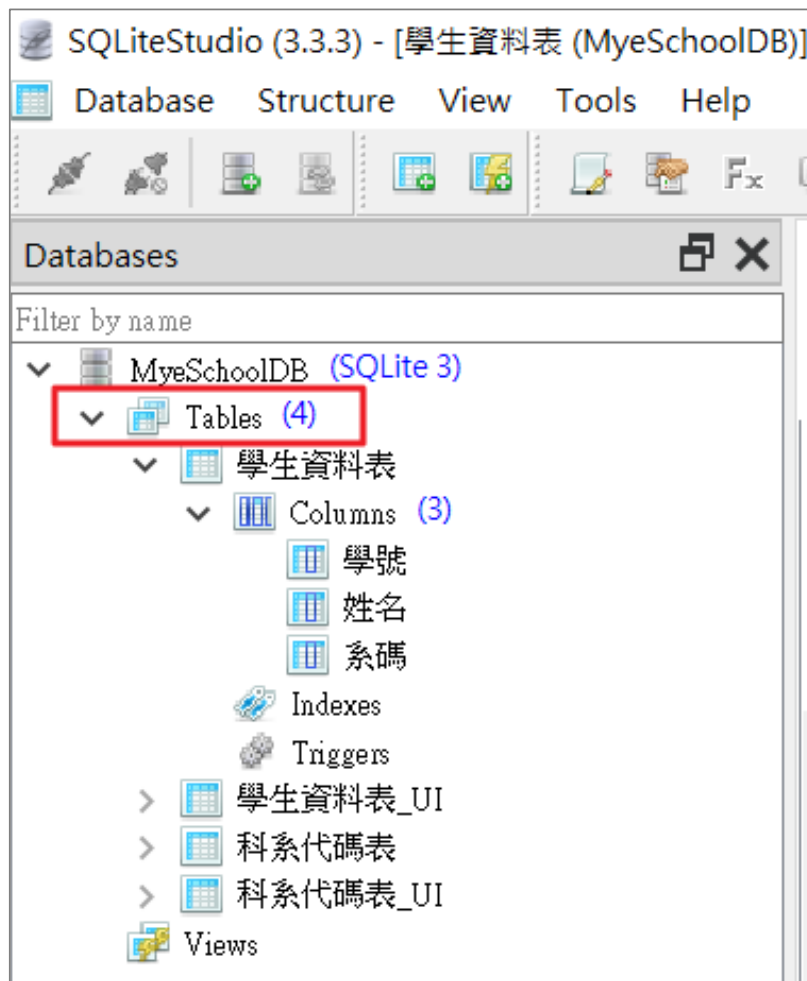 SQLiteStudio (3.3.3) - [學生資料表 (MyeSchoolDB)]
Database Structure View Tools Help
Fx
Databases
Filter by name
MyeSchoolDB (SQLite 3)
Tables (4)
學生資料表
Columns (3)
學號
姓名
系碼
Indexes
Triggers
學生資料表_UI
科系代碼表
科系代碼表_UI
Views